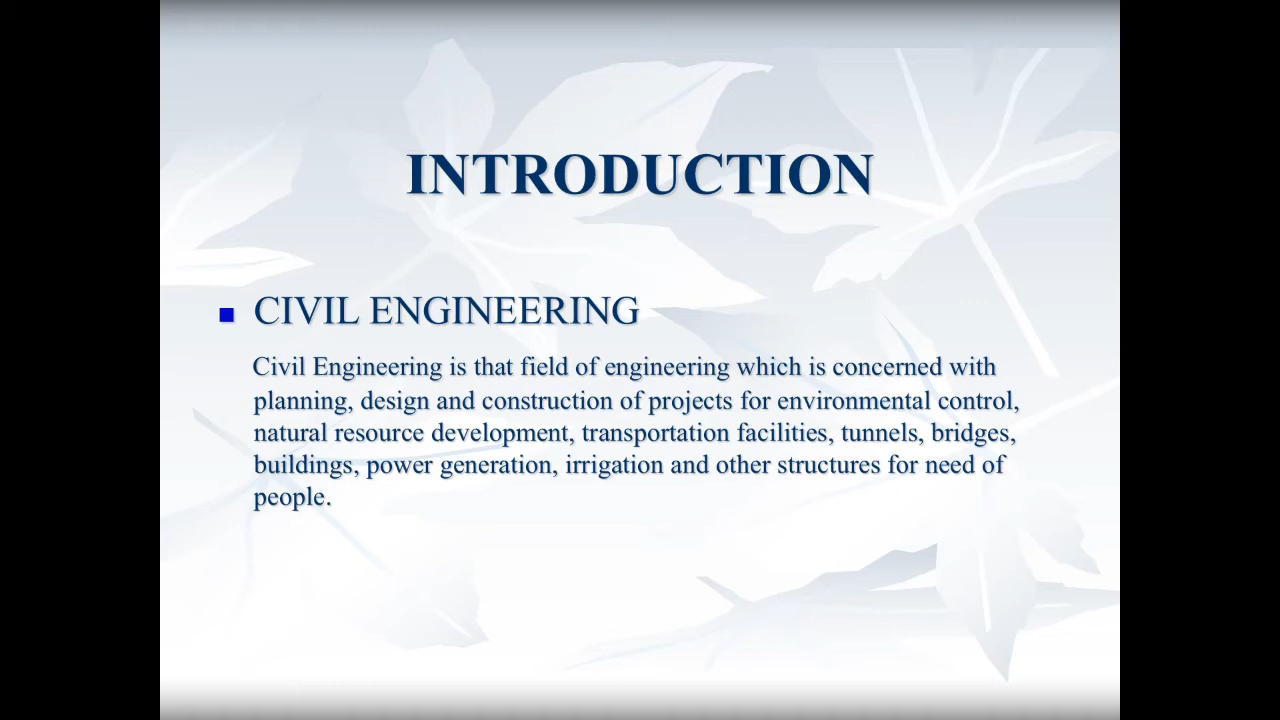 INTRODUCTION
CIVIL ENGINEERING
Civil Engineering is that field of engineering which is concerned with
planning, design and construction of projects for environmental control,
natural resource development, transportation facilities, tunnels, bridges,
buildings, power generation, irrigation and other structures for need of
people.